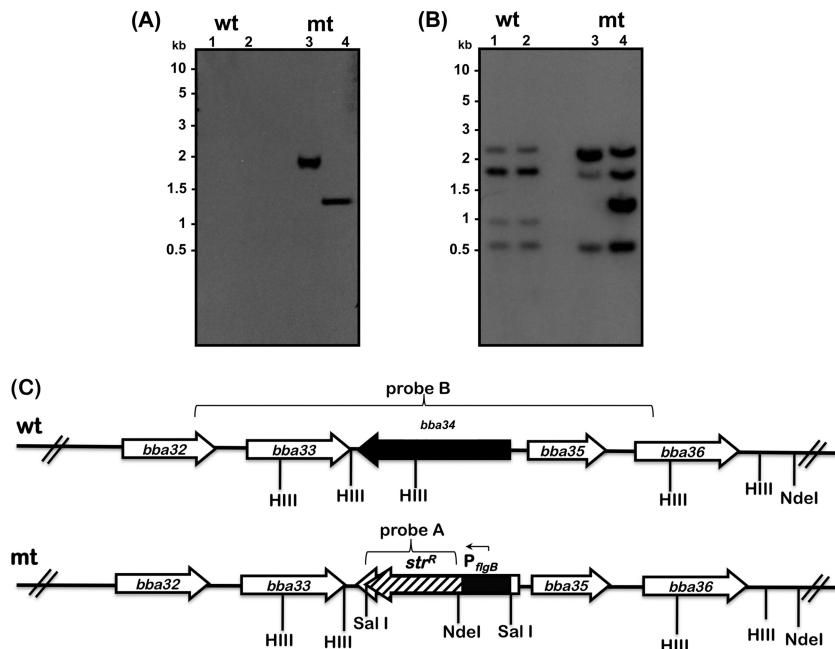 (A) wt mt
kb 1 2 3 4
10
5
3
2
1.5
1
0.5
(B) wt mt
kb 1 2 3 4
10
5
3
2
1.5
1
0.5
(C)
probe B
wt
bba32 bba33 bba34 bba35 bba36
HIII HIII HIII HIII HIII NdeI
probe A
mt
strR PflgB
bba32 bba33 bba35 bba36
HIII HIII Sal I NdeI Sal I HIII HIII NdeI